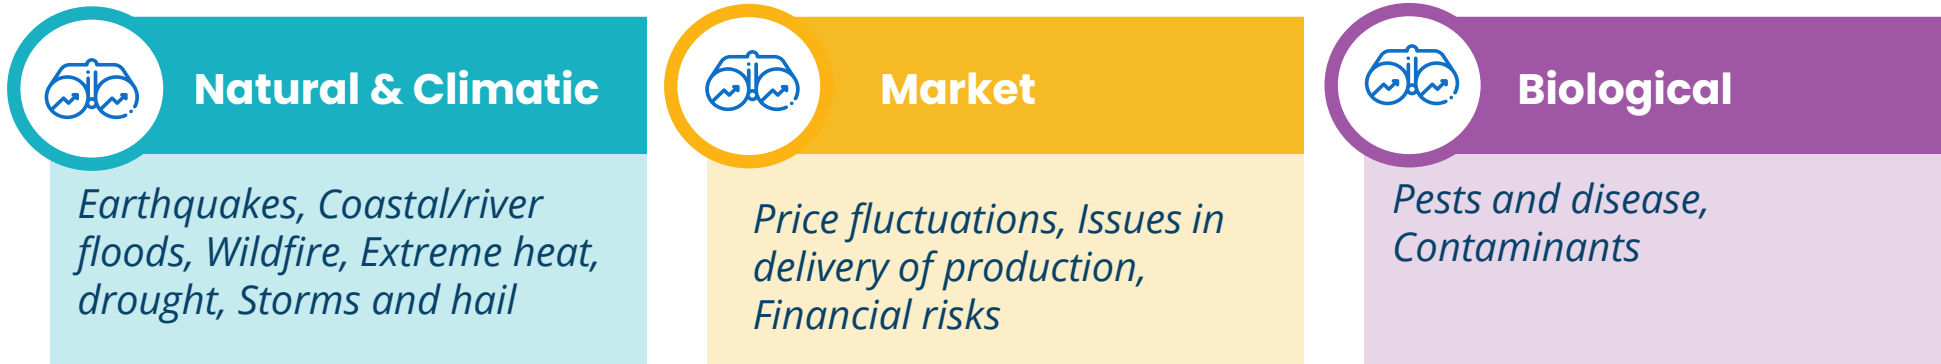 Natural & Climatic
Earthquakes, Coastal/river
floods, Wildfire, Extreme heat,
drought, Storms and hail
Market
Price fluctuations, Issues in
delivery of production,
Financial risks
Biological
Pests and disease,
Contaminants